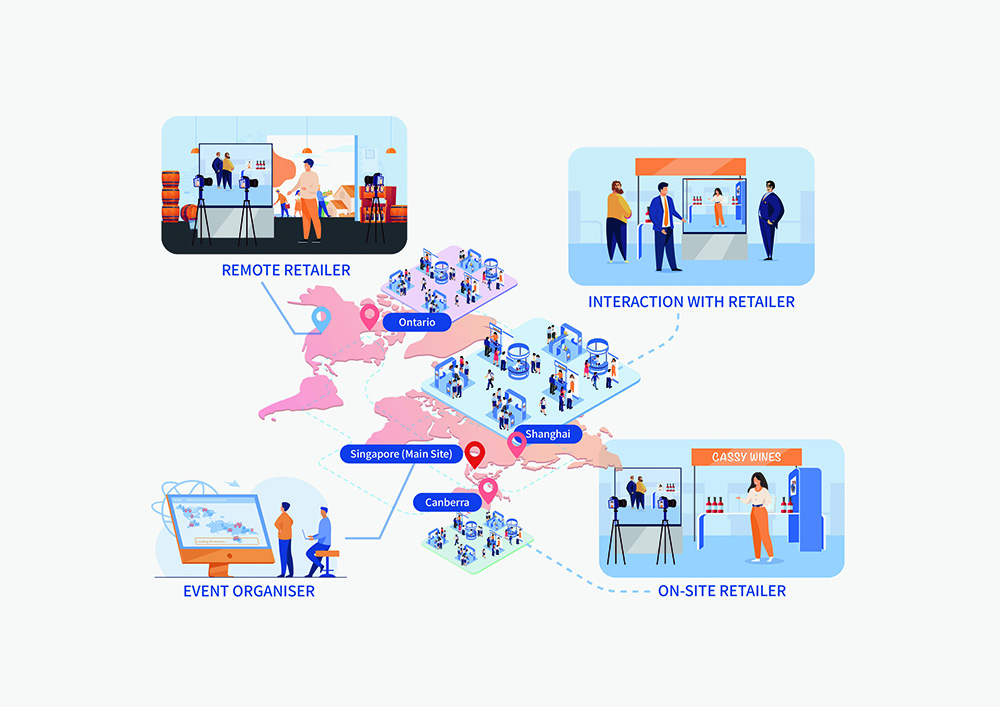 REMOTE RETAILER
INTERACTION WITH RETAILER
Ontario
Shanghai
Singapore (Main Site)
CASSY WINES
Canberra
EVENT ORGANISER
ON-SITE RETAILER